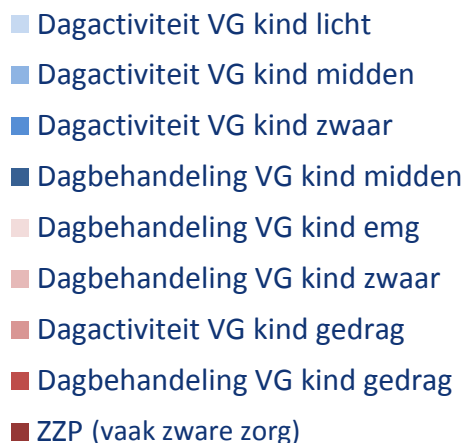 Dagactiviteit VG kind licht
Dagactiviteit VG kind midden
Dagactiviteit VG kind zwaar
Dagbehandeling VG kind midden
Dagbehandeling VG kind emg
Dagbehandeling VG kind zwaar
Dagactiviteit VG kind gedrag
Dagbehandeling VG kind gedrag
ZZP (vaak zware zorg)